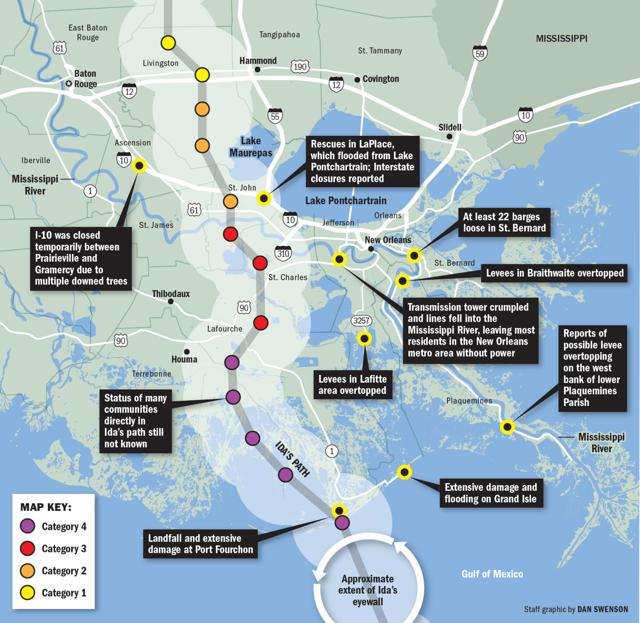 East Baton
Rouge
61
Baton
Rouge
Livingston
12
Hammond
Tangipahoa
190
St. Tammany
12
Covington
59
MISSISSIPPI
Slidell
10
90
55
Ascension
10
Iberville
Mississippi
River
1
Lake
Maurepas
Rescues in LaPlace,
which flooded from Lake
Pontchartrain; Interstate
closures reported
St. John
Lake Pontchartrain
61
10
St. James
Jefferson
Orleans
New Orleans
310
St. Charles
At least 22 barges
loose in St. Bernard
St. Bernard
Levees in Braithwaite overtopped
I-10 was closed
temporarily between
Prairieville and
Gramercy due to
multiple downed trees
Thibodaux
90
Lafourche
90
Houma
Terrebonne
3257
Transmission tower crumpled
and lines fell into the
Mississippi River, leaving most
residents in the New Orleans
metro area without power
Levees in Lafitte
area overtopped
Reports of
possible levee
overtopping
on the west
bank of lower
Plaquemines
Parish
Plaquemines
Mississippi
River
Status of many
communities
directly in
Ida's path still
not known
IDA'S PATH
1
Extensive damage and
flooding on Grand Isle
Landfall and extensive
damage at Port Fourchon
MAP KEY:
Category 4
Category 3
Category 2
Category 1
Approximate
extent of Ida's
eyewall
Gulf of Mexico
Staff graphic by DAN SWENSON